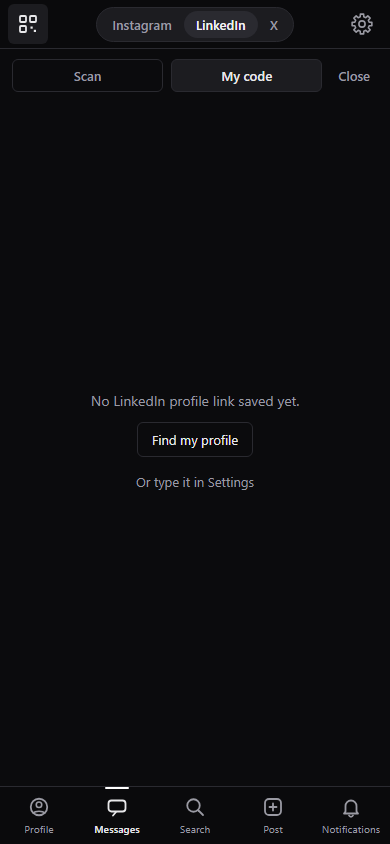 Instagram LinkedIn X
Scan My code Close
No LinkedIn profile link saved yet.
Find my profile
Or type it in Settings
Profile Messages Search Post Notifications